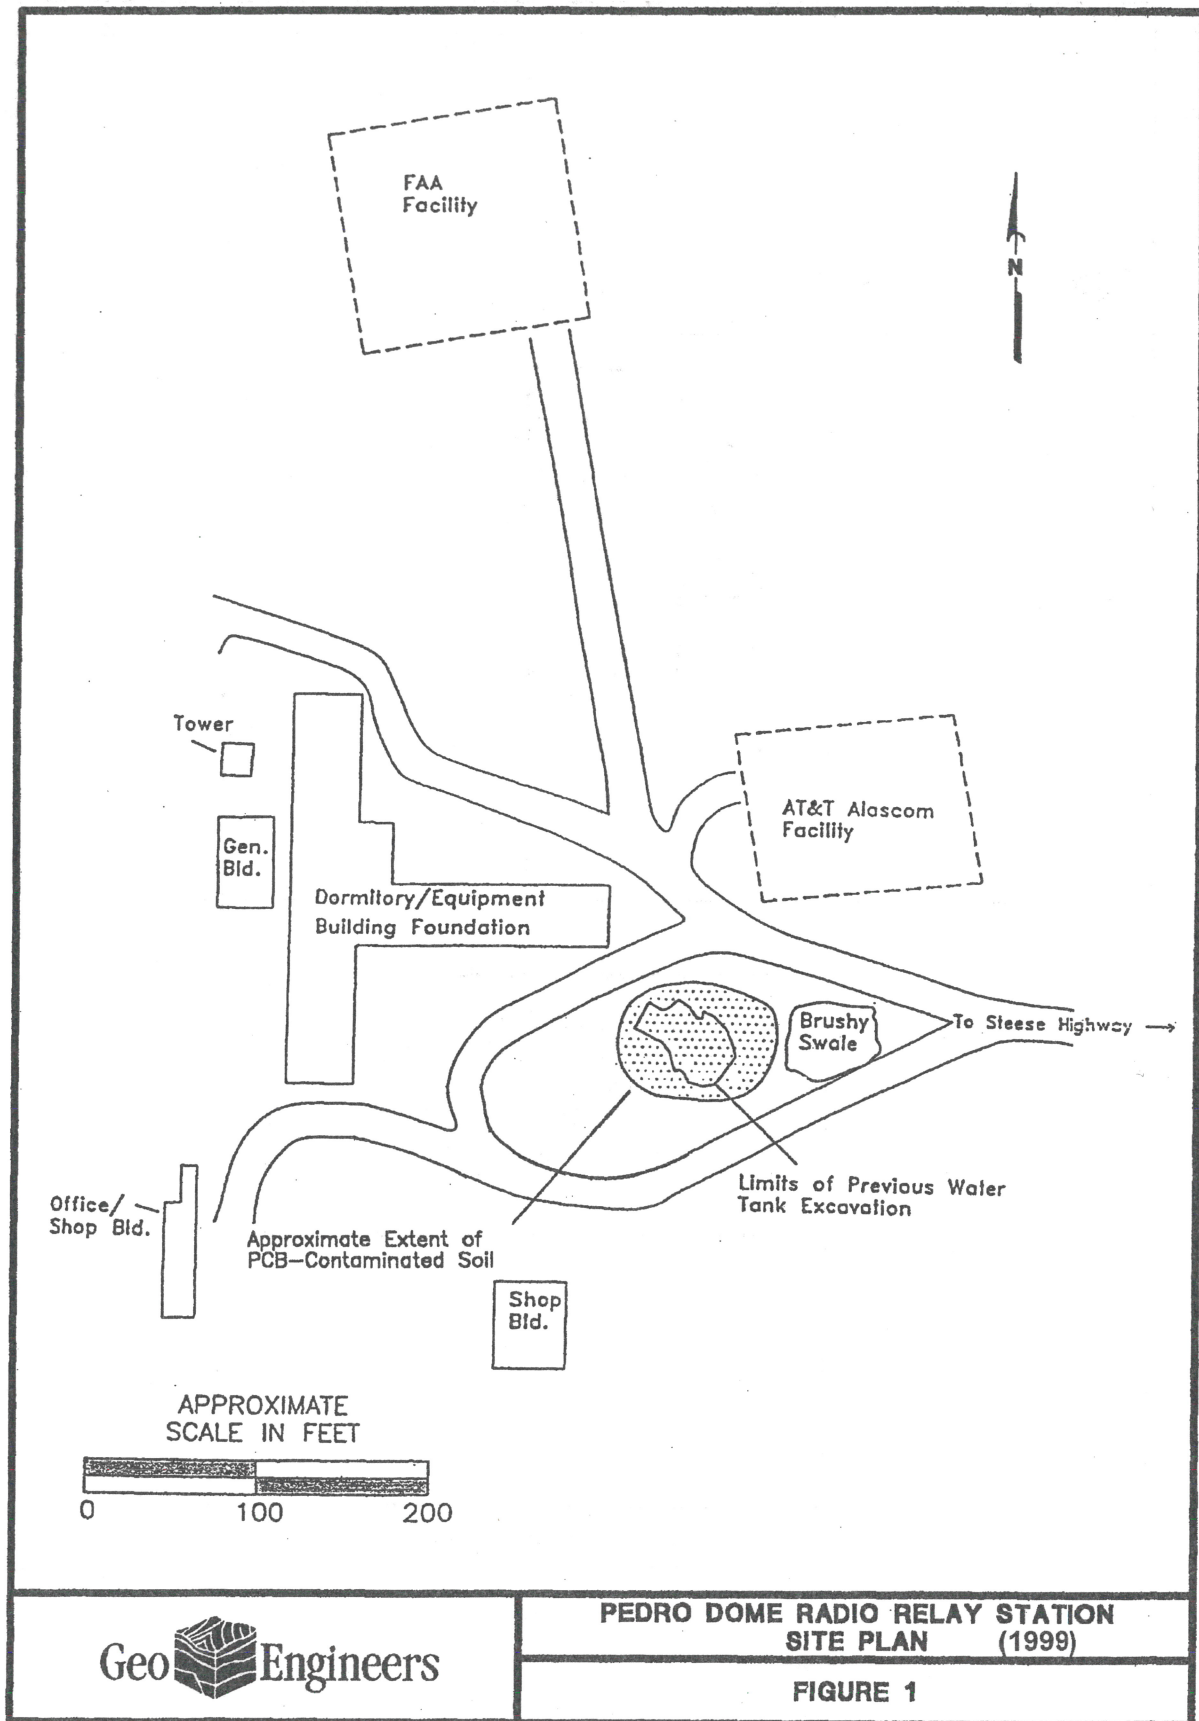 FAA
Facility
N
Tower
AT&T Alascom
Facility
Gen.
Bld.
Dormitory/Equipment
Building Foundation
Brushy
Swale
To Steese Highway
Limits of Previous Water
Tank Excavation
Office/
Shop Bld.
Approximate Extent of
PCB-Contaminated Soil
Shop
Bld.
APPROXIMATE
SCALE IN FEET
0 100 200
Geo Engineers
PEDRO DOME RADIO RELAY STATION
SITE PLAN (1999)
FIGURE 1